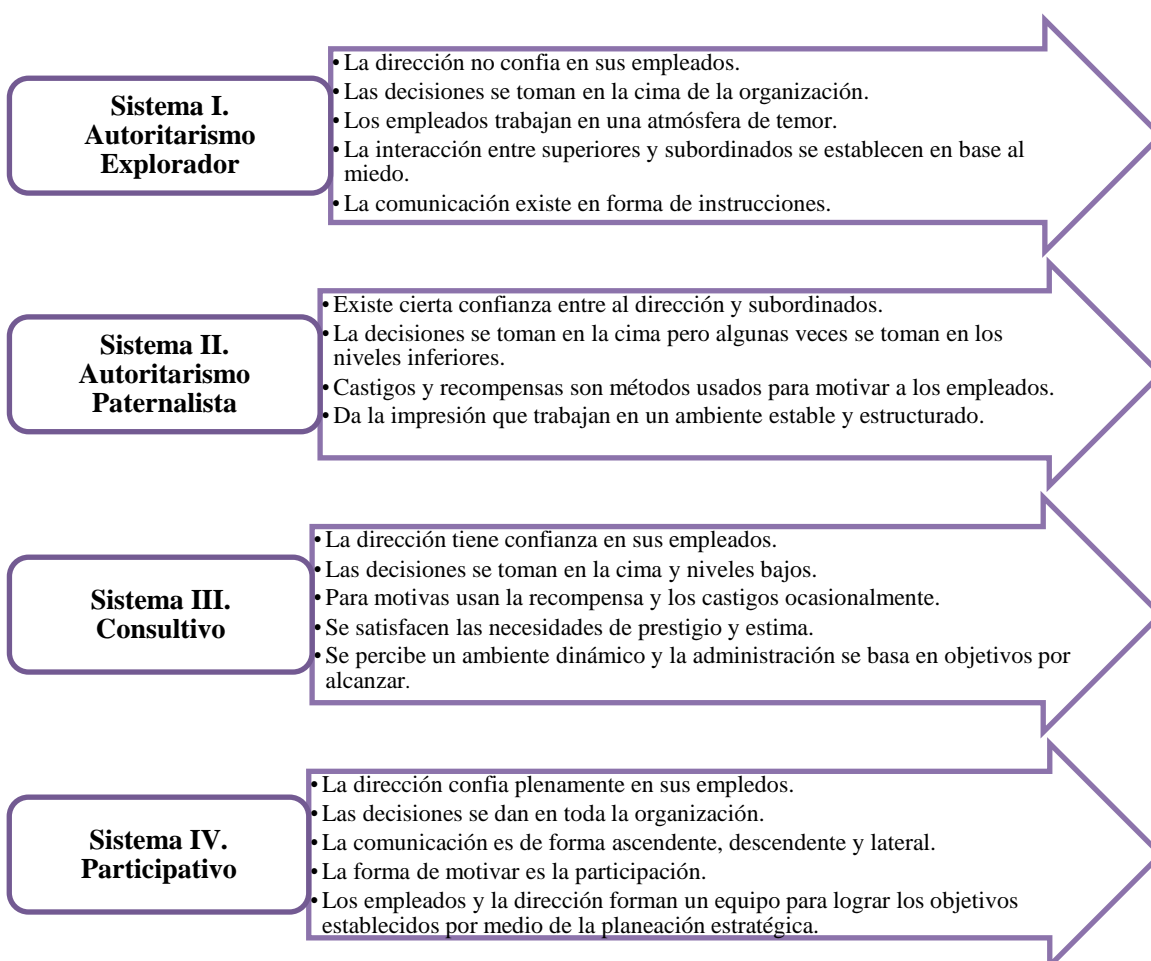 Sistema I.
Autoritarismo
Explorador
• La dirección no confia en sus empleados.
• Las decisiones se toman en la cima de la organización.
• Los empleados trabajan en una atmósfera de temor.
• La interacción entre superiores y subordinados se establecen en base al
miedo.
• La comunicación existe en forma de instrucciones.
Sistema II.
Autoritarismo
Paternalista
• Existe cierta confianza entre al dirección y subordinados.
• La decisiones se toman en la cima pero algunas veces se toman en los
niveles inferiores.
• Castigos y recompensas son métodos usados para motivar a los empleados.
• Da la impresión que trabajan en un ambiente estable y estructurado.
Sistema III.
Consultivo
• La dirección tiene confianza en sus empleados.
• Las decisiones se toman en la cima y niveles bajos.
• Para motivas usan la recompensa y los castigos ocasionalmente.
• Se satisfacen las necesidades de prestigio y estima.
• Se percibe un ambiente dinámico y la administración se basa en objetivos por
alcanzar.
Sistema IV.
Participativo
• La dirección confia plenamente en sus empledos.
• Las decisiones se dan en toda la organización.
• La comunicación es de forma ascendente, descendente y lateral.
• La forma de motivar es la participación.
• Los empleados y la dirección forman un equipo para lograr los objetivos
establecidos por medio de la planeación estratégica.